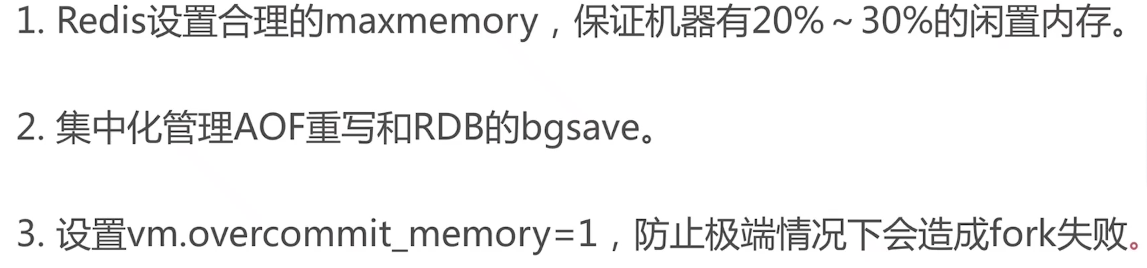 1. Redis设置合理的maxmemory，保证机器有20%～30%的闲置内存。
2. 集中化管理AOF重写和RDB的bgsave。
3. 设置vm.overcommit_memory=1，防止极端情况下会造成fork失败。